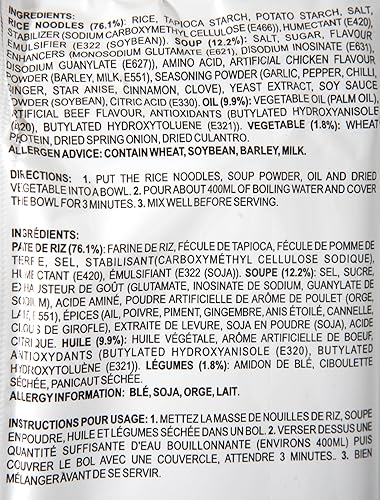 INGREDIENTS:
RICE NOODLES (76.1%): RICE, TAPIOCA STARCH, POTATO STARCH, SALT,
STABILIZER (SODIUM CARBOXYMETHYLCELLULOSE (E466)), HUMECTANT (E420),
EMULSIFIER (E322 (SOYBEAN)). SOUP (12.2%): SALT, SUGAR, FLAVOUR
ENHANCERS (MONOSODIUM GLUTAMATE (E621), DISODIUM INOSINATE (E631),
DISODIUM GUANYLATE (E627)), AMINO ACID, ARTIFICIAL CHICKEN FLAVOUR
POWDER (BARLEY, MILK, E551), SEASONING POWDER (GARLIC, PEPPER, CHILLI,
GINGER, STAR ANISE, CINNAMON, CLOVE), YEAST EXTRACT, SOY SAUCE
POWDER (SOYBEAN), CITRIC ACID (E330). OIL (9.9%): VEGETABLE OIL (PALM OIL),
ARTIFICIAL BEEF FLAVOUR, ANTIOXIDANTS (BUTYLATED HYDROXYANISOLE
(E320), BUTYLATED HYDROXYTOLUENE (E321)). VEGETABLE (1.8%): WHEAT
PROTEIN, DRIED SPRING ONION, DRIED CULANTRO.
ALLERGEN ADVICE: CONTAIN WHEAT, SOYBEAN, BARLEY, MILK.
DIRECTIONS: 1. PUT THE RICE NOODLES, SOUP POWDER, OIL AND DRIED
VEGETABLE INTO A BOWL. 2. POUR ABOUT 400ML OF BOILING WATER AND COVER
THE BOWL FOR 3 MINUTES. 3. MIX WELL BEFORE SERVING.
INGRÉDIENTS:
PATE DE RIZ (76.1%): FARINE DE RIZ, FÉCULE DE TAPIOCA, FÉCULE DE POMME DE
TERRE, SEL, STABILISANT(CARBOXYMÉTHYL CELLULOSE SODIQUE),
HUMECTANT (E420), ÉMULSIFIANT (E322 (SOJA)). SOUPE (12.2%): SEL, SUCRE,
EXHAUSTEUR DE GOÛT (GLUTAMATE, INOSINATE DE SODIUM, GUANYLATE DE
SODIUM), ACIDE AMINÉ, POUDRE ARTIFICIELLE DE ARÔME DE POULET (ORGE,
LAIT, E551), ÉPICES (AIL, POIVRE, PIMENT, GINGEMBRE, ANIS ÉTOILÉ, CANNELLE,
CLOUS DE GIROFLE), EXTRAIT DE LEVURE, SOJA EN POUDRE (SOJA), ACIDE
CITRIQUE. HUILE (9.9%): HUILE VÉGÉTALE, ARÔME ARTIFICIELLE DE BOEUF,
ANTIOXYDANTS (BUTYLATED HYDROXYANISOLE (E320), BUTYLATED
HYDROXYTOLUENE (E321)). LÉGUMES (1.8%): AMIDON DE BLÉ, CIBOULETTE
SÉCHÉE, PANICAUT SÉCHÉ.
ALLERGY INFORMATION: BLÉ, SOJA, ORGE, LAIT.
INSTRUCTIONS POUR USAGE: 1. METTEZ LA MASSE DE NOUILLES DE RIZ, SOUPE
EN POUDRE, HUILE ET LÉGUMES SÉCHÉE DANS UN BOL. 2. VERSER DESSUS UNE
QUANTITÉ SUFFISANTE D'EAU BOUILLONNANTE (ENVIRONS 400ML) PUIS
COUVRER LE BOL AVEC UNE COUVERCLE, ATTENDRE 3 MINUTES.. 3. BIEN
MÉLANGER AVANT DE SERVIR.